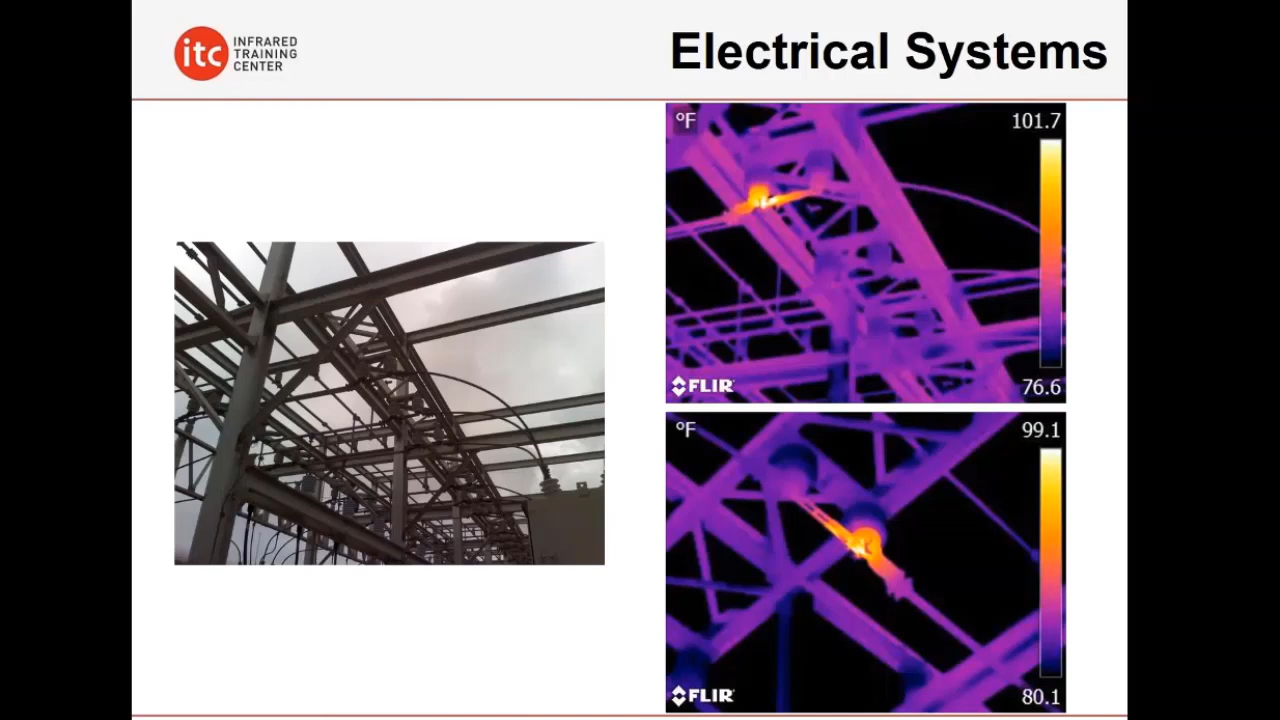 itc INFRARED
TRAINING
CENTER
Electrical Systems
°F
101.7
FLIR
76.6
°F
99.1
FLIR
80.1